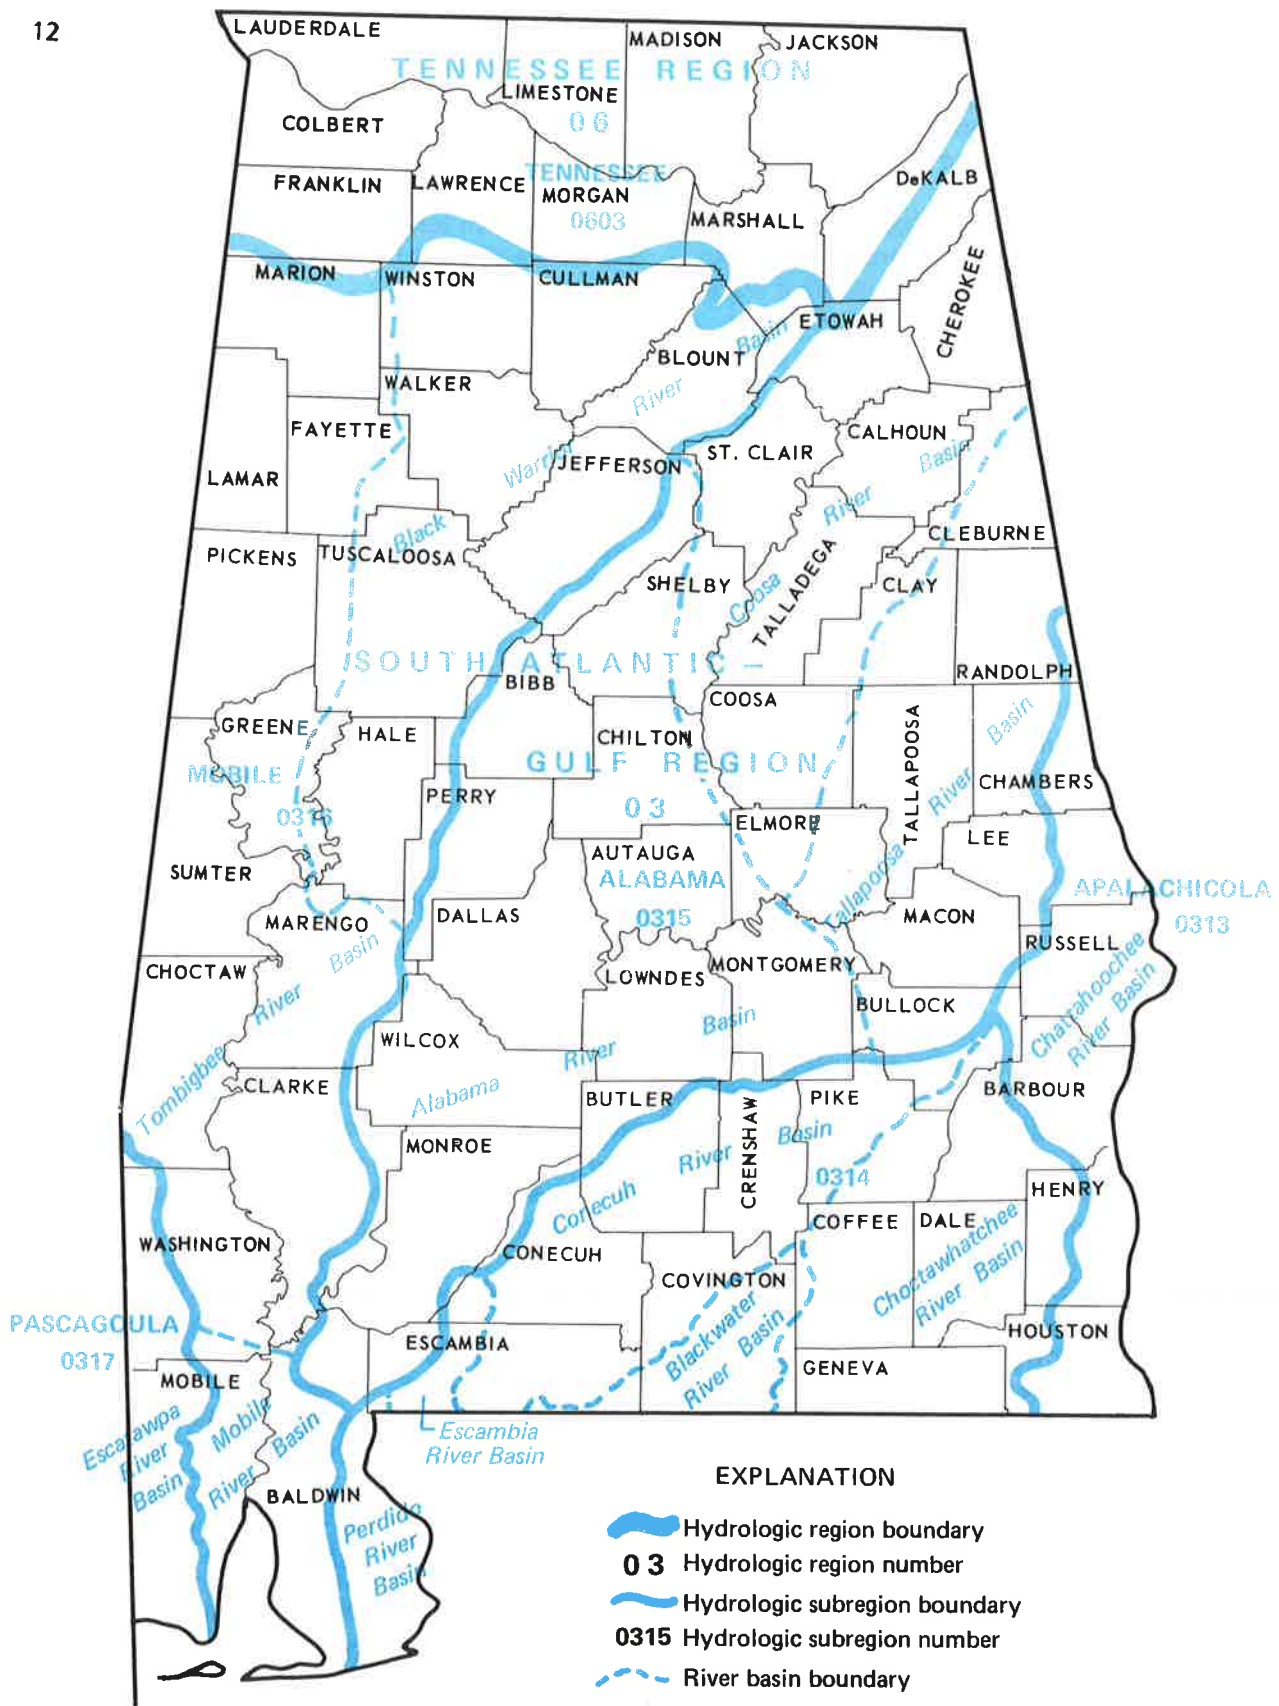 12
LAUDERDALE
MADISON
JACKSON
TENNESSEE REGION
LIMESTONE
06
COLBERT
TENNESSEE
FRANKLIN
LAWRENCE
MORGAN
DeKALB
0603
MARSHALL
MARION
WINSTON
CULLMAN
CHEROKEE
ETOWAH
Basin
BLOUNT
River
WALKER
FAYETTE
CALHOUN
ST. CLAIR
Basin
Warrior
JEFFERSON
LAMAR
River
Black
CLEBURNE
PICKENS
TUSCALOOSA
TALLADEGA
SHELBY
Coosa
CLAY
SOUTH ATLANTIC –
RANDOLPH
BIBB
COOSA
Basin
GREENE
HALE
CHILTON
TALLAPOOSA
GULF REGION
MOBILE
CHAMBERS
River
PERRY
03
0316
ELMORE
LEE
AUTAUGA
SUMTER
ALABAMA
Tallapoosa
APALACHICOLA
0315
0313
MARENGO
DALLAS
MACON
RUSSELL
Basin
MONTGOMERY
CHOCTAW
LOWNDES
River
BULLOCK
Chattahoochee
River Basin
Basin
WILCOX
River
Tombigbee
CLARKE
Alabama
BUTLER
PIKE
BARBOUR
CRENSHAW
Basin
MONROE
River
0314
HENRY
Conecuh
COFFEE
DALE
WASHINGTON
CONECUH
COVINGTON
Choctawhatchee
River Basin
PASCAGOULA
0317
ESCAMBIA
Blackwater
River Basin
HOUSTON
MOBILE
GENEVA
Escatawpa
River
Basin
Mobile
River Basin
Escambia
River Basin
BALDWIN
Perdido
River
Basin
EXPLANATION
Hydrologic region boundary
03 Hydrologic region number
Hydrologic subregion boundary
0315 Hydrologic subregion number
River basin boundary